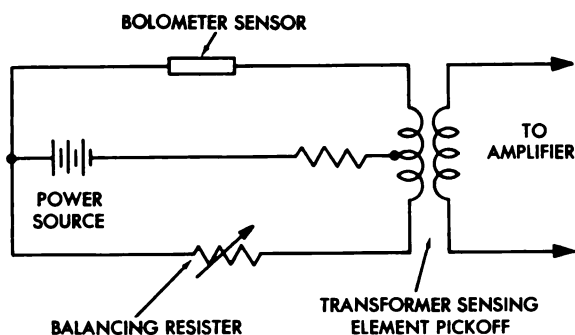 BOLOMETER SENSOR
TO
AMPLIFIER
POWER
SOURCE
BALANCING RESISTER
TRANSFORMER SENSING
ELEMENT PICKOFF